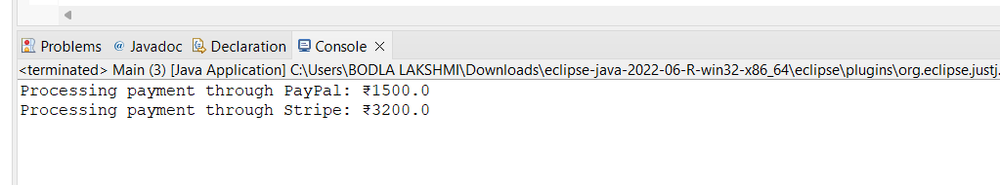 Problems @ Javadoc Declaration Console
<terminated> Main (3) [Java Application] C:\Users\BODLA LAKSHMI\Downloads\eclipse-java-2022-06-R-win32-x86_64\eclipse\plugins\org.eclipse.justj.
Processing payment through PayPal: ₹1500.0
Processing payment through Stripe: ₹3200.0